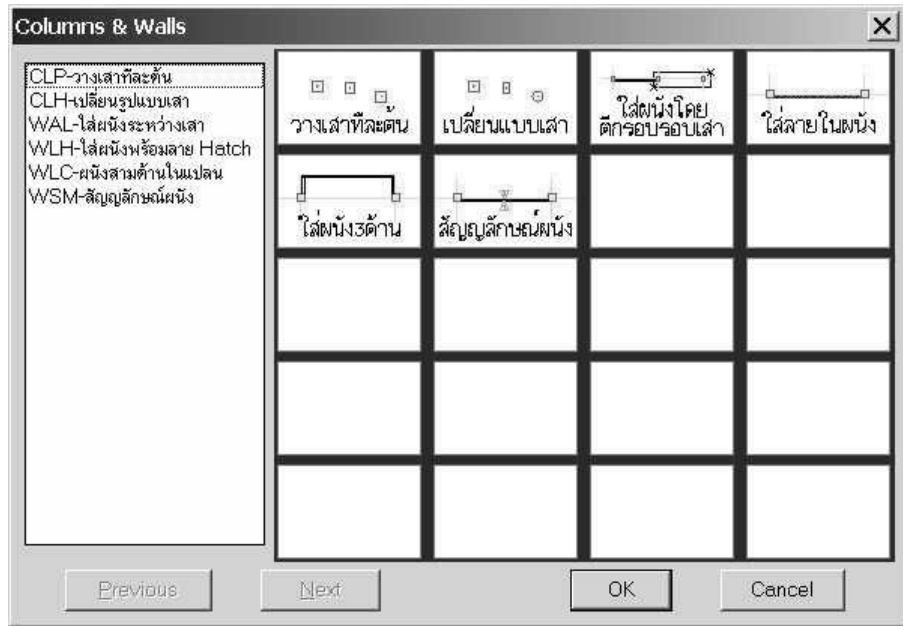 Columns & Walls
CLP-วางเสาทีละต้น
CLH-เปลี่ยนรูปแบบเสา
WAL-ใส่ผนังระหว่างเสา
WLH-ใส่ผนังพร้อมลาย Hatch
WLC-ผนังสามด้านในแปลน
WSM-สัญญลักษณ์ผนัง
วางเสาทีละต้น
เปลี่ยนแบบเสา
ใส่ผนังโดย
ตีกรอบรอบเสา
ใส่ลายในผนัง
ใส่ผนัง3ด้าน
สัญญลักษณ์ผนัง
Previous
Next
OK
Cancel